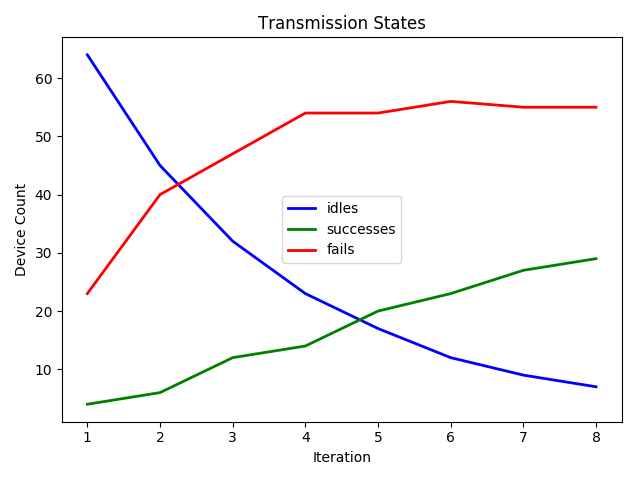 Transmission States
Device Count
60
50
40
30
20
10
idles
successes
fails
1 2 3 4 5 6 7 8
Iteration